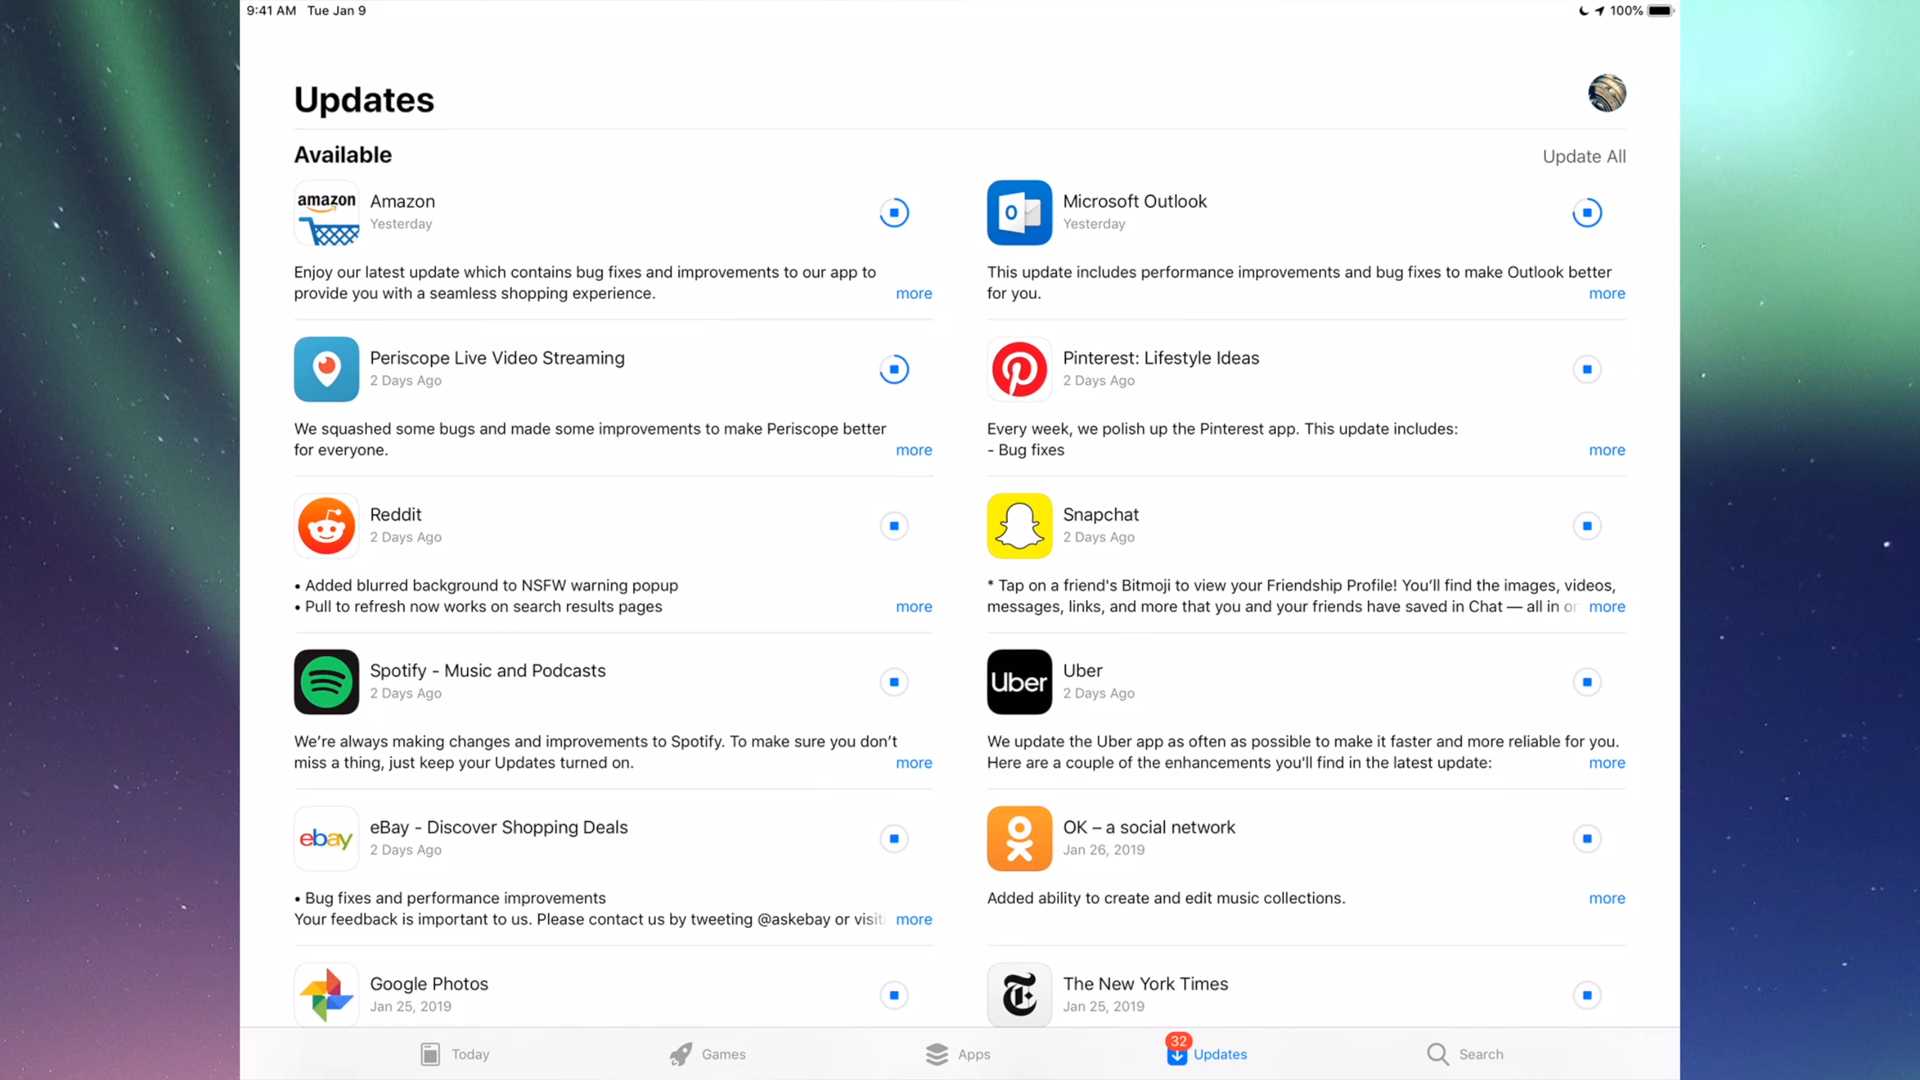 9:41 AM Tue Jan 9
100%
Updates
Available
Update All
amazon
Amazon
Yesterday
Enjoy our latest update which contains bug fixes and improvements to our app to
provide you with a seamless shopping experience.
more
Microsoft Outlook
Yesterday
This update includes performance improvements and bug fixes to make Outlook better
for you.
more
Periscope Live Video Streaming
2 Days Ago
We squashed some bugs and made some improvements to make Periscope better
for everyone.
more
Pinterest: Lifestyle Ideas
2 Days Ago
Every week, we polish up the Pinterest app. This update includes:
- Bug fixes
more
Reddit
2 Days Ago
• Added blurred background to NSFW warning popup
• Pull to refresh now works on search results pages
more
Snapchat
2 Days Ago
* Tap on a friend's Bitmoji to view your Friendship Profile! You’ll find the images, videos,
messages, links, and more that you and your friends have saved in Chat — all in
more
Spotify - Music and Podcasts
2 Days Ago
We’re always making changes and improvements to Spotify. To make sure you don’t
miss a thing, just keep your Updates turned on.
more
Uber
Uber
2 Days Ago
We update the Uber app as often as possible to make it faster and more reliable for you.
Here are a couple of the enhancements you'll find in the latest update:
more
ebay
eBay - Discover Shopping Deals
2 Days Ago
• Bug fixes and performance improvements
Your feedback is important to us. Please contact us by tweeting @askebay or
more
OK – a social network
Jan 26, 2019
Added ability to create and edit music collections.
more
Google Photos
Jan 25, 2019
The New York Times
Jan 25, 2019
Today
Games
Apps
32
Updates
Search